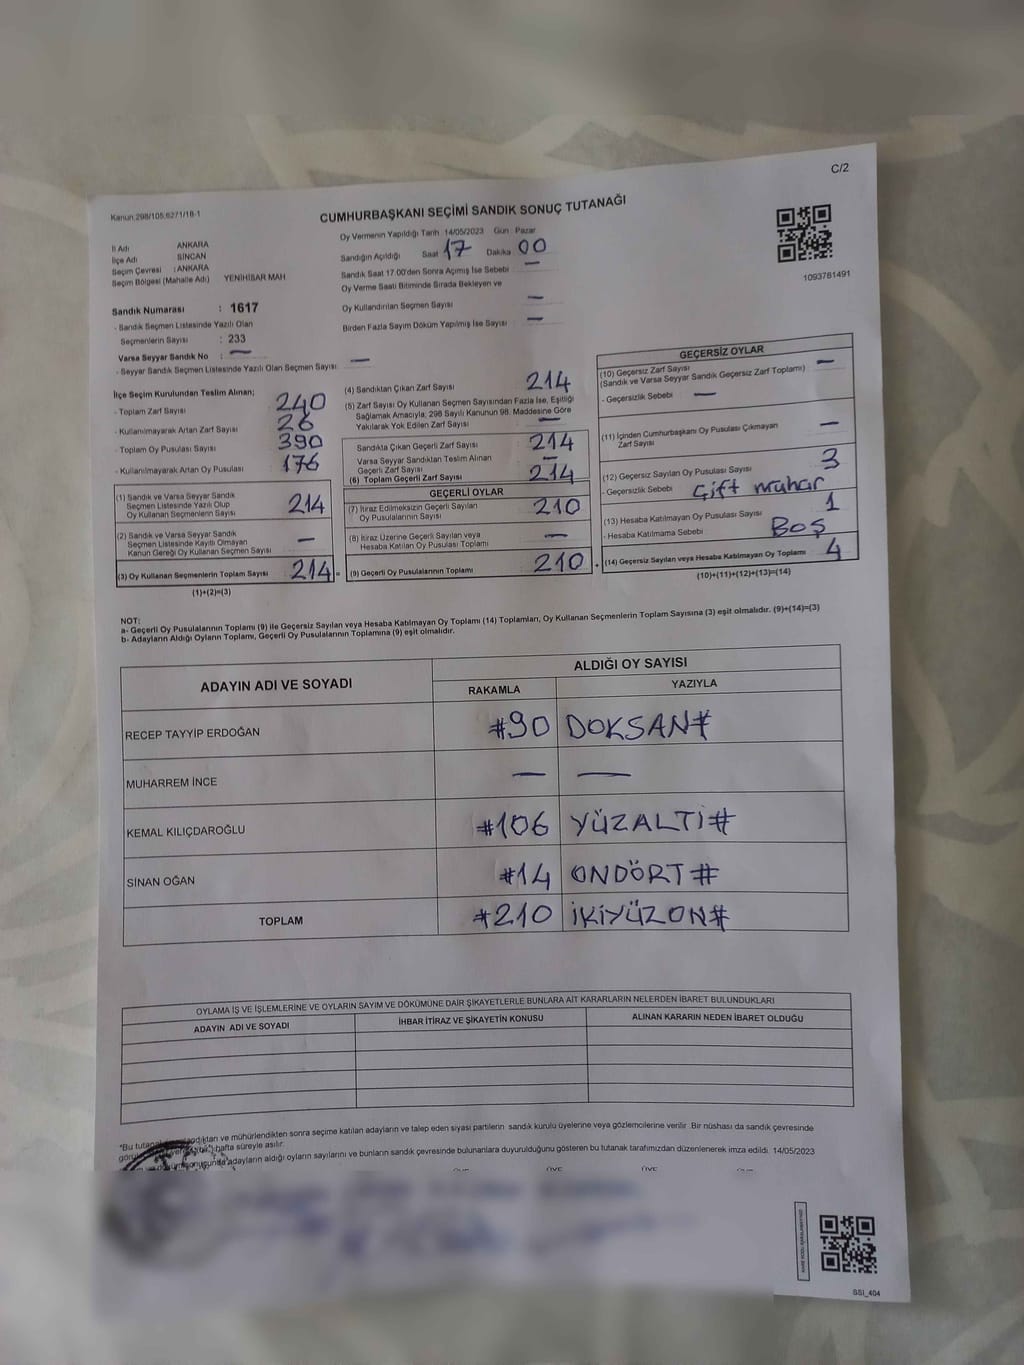 C/2
Kanun:298/105;6271/18-1
CUMHURBAŞKANI SEÇİMİ SANDIK SONUÇ TUTANAĞI
İl Adı ANKARA
İlçe Adı SİNCAN
Seçim Çevresi : ANKARA
Seçim Bölgesi (Mahalle Adı) YENİHİSAR MAH
Oy Vermenin Yapıldığı Tarih 14/05/2023 Gün: Pazar
Sandığın Açıldığı Saat 17 Dakika 00
Sandık Saat 17.00'den Sonra Açımış İse Sebebi —
Oy Verme Saati Bitiminde Sırada Bekleyen ve
Oy Kullandırılan Seçmen Sayısı —
Birden Fazla Sayım Döküm Yapılmış İse Sayısı : —
1093781491
Sandık Numarası : 1617
- Sandık Seçmen Listesinde Yazılı Olan
Seçmenlerin Sayısı : 233
Varsa Seyyar Sandık No : —
- Seyyar Sandık Seçmen Listesinde Yazılı Olan Seçmen Sayısı : —
İlçe Seçim Kurulundan Teslim Alınan;
- Toplam Zarf Sayısı 240
- Kullanılmayarak Artan Zarf Sayısı 26
- Toplam Oy Pusulası Sayısı 390
- Kullanılmayarak Artan Oy Pusulası 176
(1) Sandık ve Varsa Seyyar Sandık
Seçmen Listesinde Yazılı Olup
Oy Kullanan Seçmenlerin Sayısı 214
(2) Sandık ve Varsa Seyyar Sandık
Seçmen Listesinde Kayıtlı Olmayan
Kanun Gereği Oy Kullanan Seçmen Sayısı —
(3) Oy Kullanan Seçmenlerin Toplam Sayısı 214 =
(1)+(2)=(3)
(4) Sandıktan Çıkan Zarf Sayısı 214
(5) Zarf Sayısı Oy Kullanan Seçmen Sayısından Fazla İse, Eşitliği
Sağlamak Amacıyla; 298 Sayılı Kanunun 98. Maddesine Göre
Yakılarak Yok Edilen Zarf Sayısı —
Sandıkta Çıkan Geçerli Zarf Sayısı 214
Varsa Seyyar Sandıktan Teslim Alınan
Geçerli Zarf Sayısı —
(6) Toplam Geçerli Zarf Sayısı 214
GEÇERLİ OYLAR
(7) İtiraz Edilmeksizin Geçerli Sayılan
Oy Pusulalarının Sayısı 210
(8) İtiraz Üzerine Geçerli Sayılan veya
Hesaba Katılan Oy Pusulası Toplamı —
(9) Geçerli Oy Pusulalarının Toplamı 210 +
GEÇERSİZ OYLAR
(10) Geçersiz Zarf Sayısı
(Sandık ve Varsa Seyyar Sandık Geçersiz Zarf Toplamı) —
- Geçersizlik Sebebi —
(11) İçinden Cumhurbaşkanı Oy Pusulası Çıkmayan
Zarf Sayısı —
(12) Geçersiz Sayılan Oy Pusulası Sayısı 3
- Geçersizlik Sebebi Çift mühür
(13) Hesaba Katılmayan Oy Pusulası Sayısı 1
- Hesaba Katılmama Sebebi BOŞ
(14) Geçersiz Sayılan veya Hesaba Katılmayan Oy Toplamı 4
(10)+(11)+(12)+(13)=(14)
NOT:
a- Geçerli Oy Pusulalarının Toplamı (9) ile Geçersiz Sayılan veya Hesaba Katılmayan Oy Toplamı (14) Toplamları, Oy Kullanan Seçmenlerin Toplam Sayısına (3) eşit olmalıdır. (9)+(14)=(3)
b- Adayların Aldığı Oyların Toplamı, Geçerli Oy Pusulalarının Toplamına (9) eşit olmalıdır.
ADAYIN ADI VE SOYADI
ALDIĞI OY SAYISI
RAKAMLA YAZIYLA
RECEP TAYYİP ERDOĞAN #90 DOKSAN#
MUHARREM İNCE — —
KEMAL KILIÇDAROĞLU #106 YÜZALTI#
SİNAN OĞAN #14 ONDÖRT#
TOPLAM #210 İKİYÜZON#
OYLAMA İŞ VE İŞLEMLERİNE VE OYLARIN SAYIM VE DÖKÜMÜNE DAİR ŞİKAYETLERLE BUNLARA AİT KARARLARIN NELERDEN İBARET BULUNDUKLARI
ADAYIN ADI VE SOYADI İHBAR İTİRAZ VE ŞİKAYETİN KONUSU ALINAN KARARIN NEDEN İBARET OLDUĞU
"Bu ve mühürlendikten sonra seçime katılan adayların ve talep eden siyasi partilerin sandık kurulu üyelerine veya gözlemcilerine verilir .Bir nüshası da sandık çevresinde
hafta süreyle asılır.
adayların aldığı oyların sayılarını ve bunların sandık çevresinde bulunanlara duyurulduğunu gösteren bu tutanak tarafımızdan düzenlenerek imza edildi. 14/05/2023
ÜYE ÜYE
SSİ_404